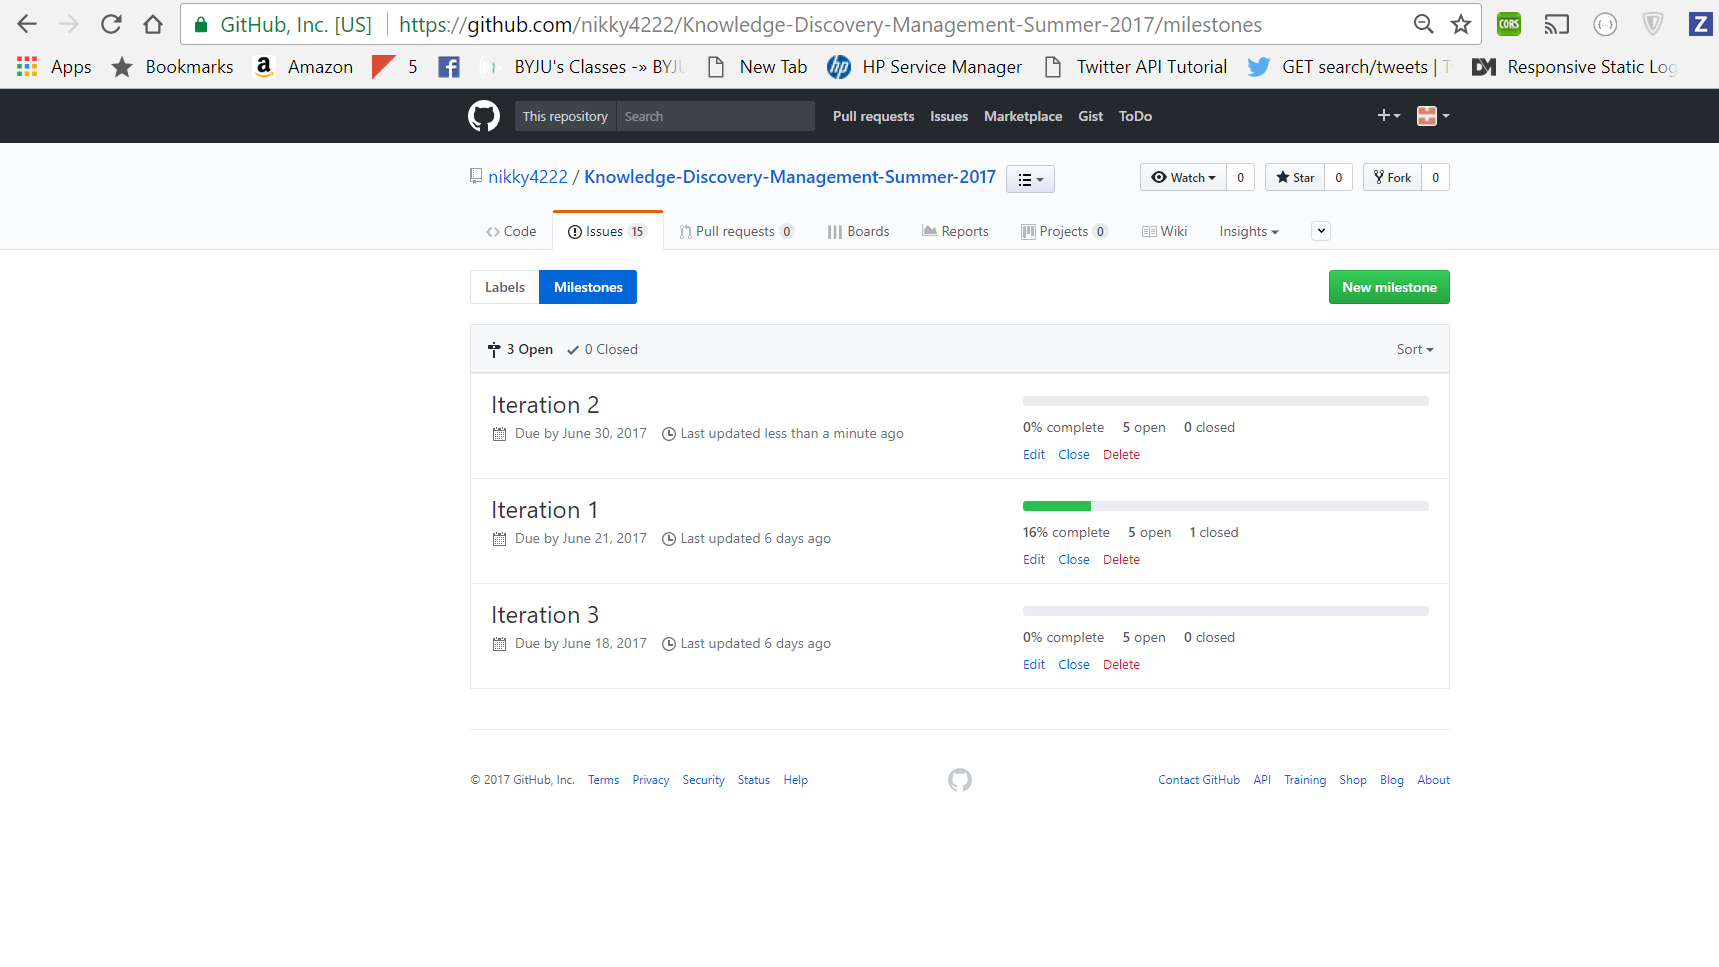 GitHub, Inc. [US] https://github.com/nikky4222/Knowledge-Discovery-Management-Summer-2017/milestones CORS {··} Z
Apps Bookmarks a Amazon 5 f BYJU's Classes -» BYJU New Tab hp HP Service Manager Twitter API Tutorial GET search/tweets | T DM Responsive Static Log
This repository Search Pull requests Issues Marketplace Gist ToDo
nikky4222 / Knowledge-Discovery-Management-Summer-2017 Watch 0 Star 0 Fork 0
Code Issues 15 Pull requests 0 Boards Reports Projects 0 Wiki Insights
Labels Milestones New milestone
3 Open 0 Closed Sort
Iteration 2
Due by June 30, 2017 Last updated less than a minute ago
0% complete 5 open 0 closed
Edit Close Delete
Iteration 1
Due by June 21, 2017 Last updated 6 days ago
16% complete 5 open 1 closed
Edit Close Delete
Iteration 3
Due by June 18, 2017 Last updated 6 days ago
0% complete 5 open 0 closed
Edit Close Delete
© 2017 GitHub, Inc. Terms Privacy Security Status Help Contact GitHub API Training Shop Blog About